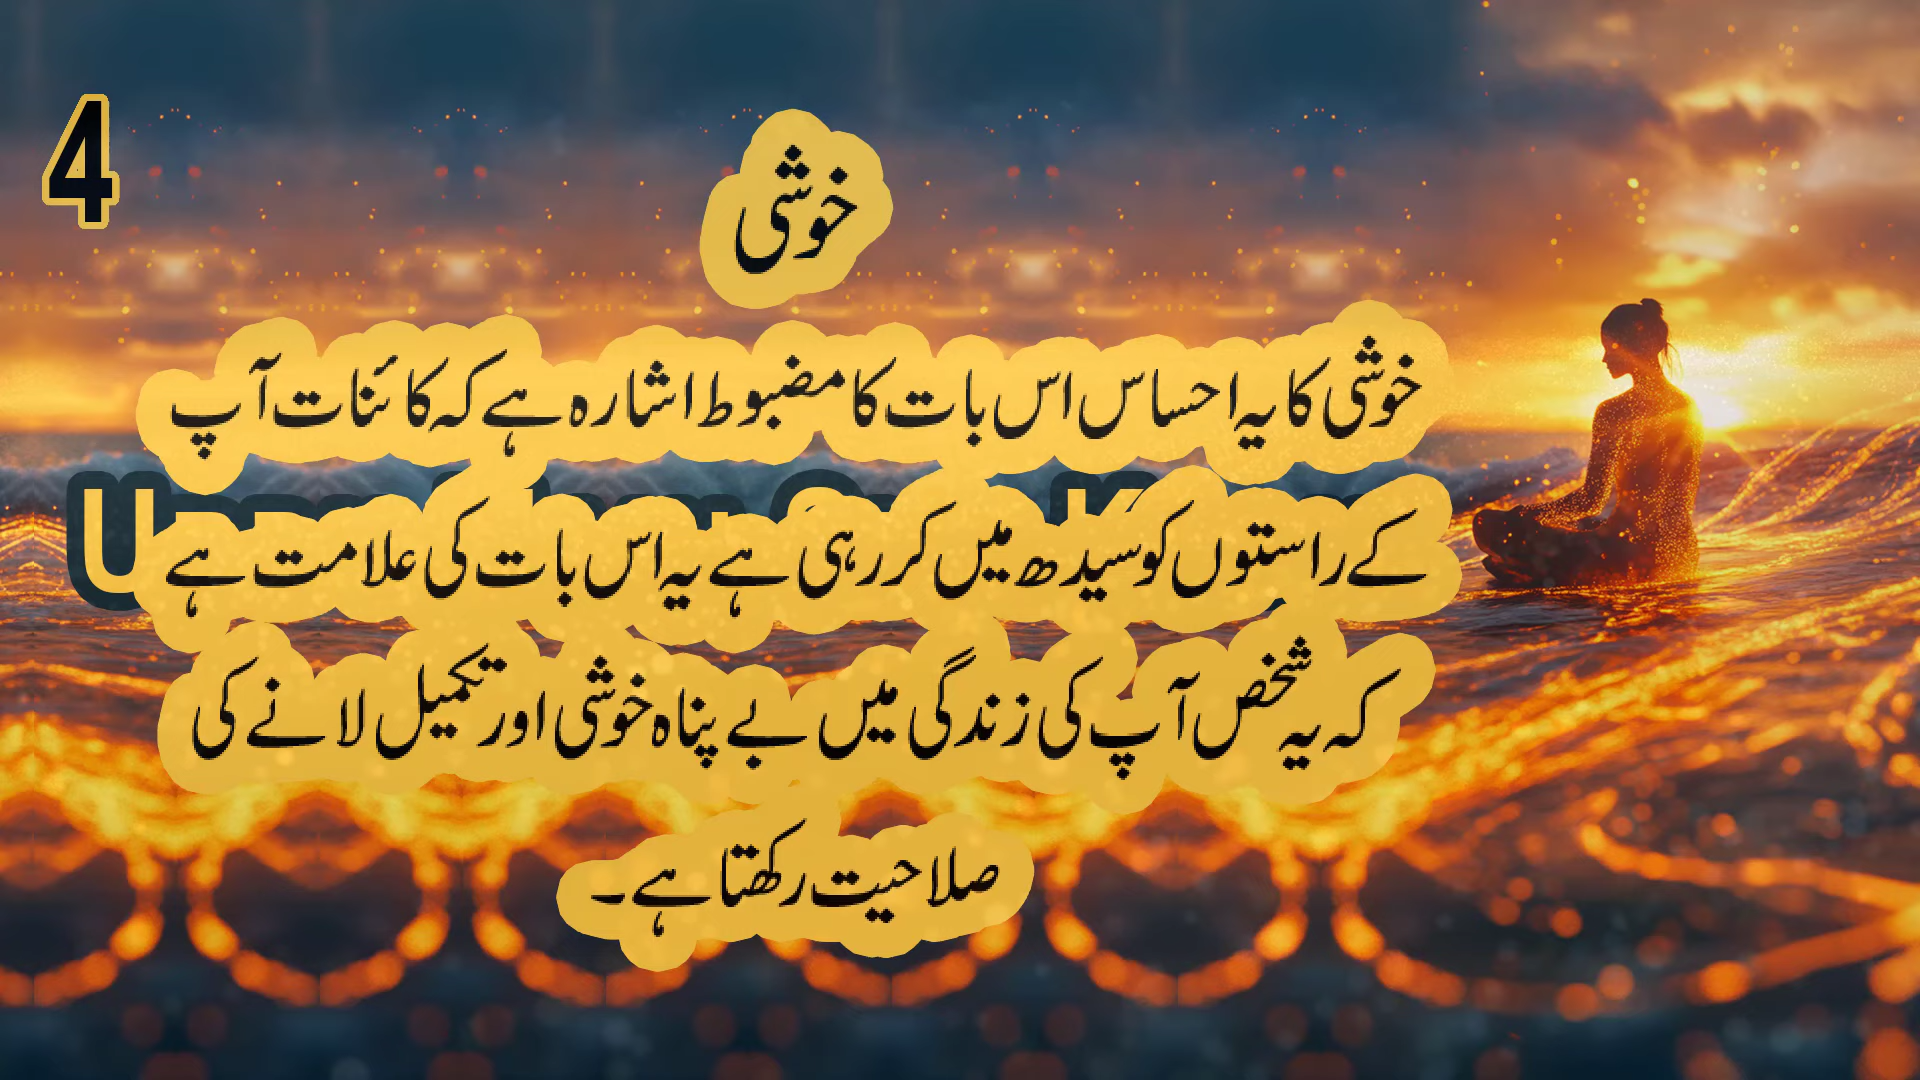 4
خوشی
خوشی کا یہ احساس اس بات کا مضبوط اشارہ ہے کہ کائنات آپ
کے راستوں کو سیدھ میں کر رہی ہے یہ اس بات کی علامت ہے
کہ یہ شخص آپ کی زندگی میں بے پناہ خوشی اور تکمیل لانے کی
صلاحیت رکھتا ہے۔